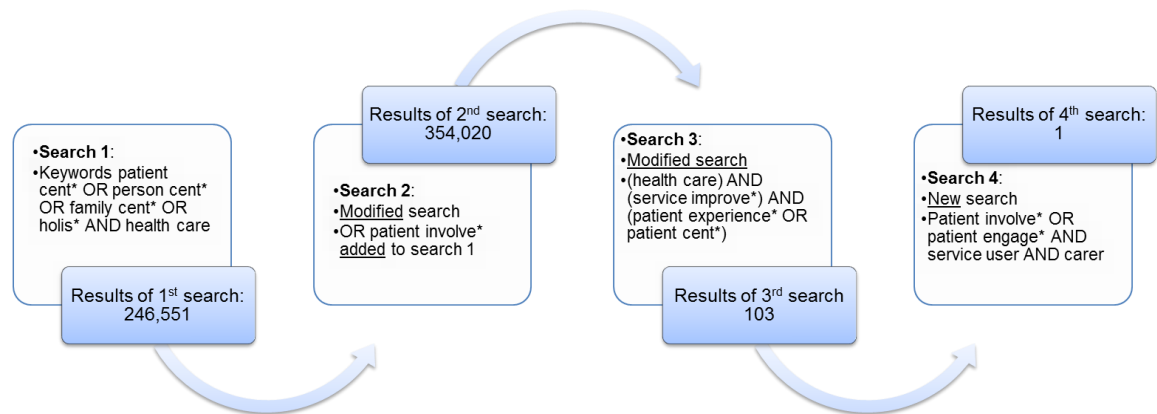 •Search 1:
•Keywords patient
cent* OR person cent*
OR family cent* OR
holis* AND health care
Results of 1st search:
246,551
Results of 2nd search:
354,020
•Search 2:
•Modified search
•OR patient involve*
added to search 1
•Search 3:
•Modified search
•(health care) AND
(service improve*) AND
(patient experience* OR
patient cent*)
Results of 3rd search
103
Results of 4th search:
1
•Search 4:
•New search
•Patient involve* OR
patient engage* AND
service user AND carer